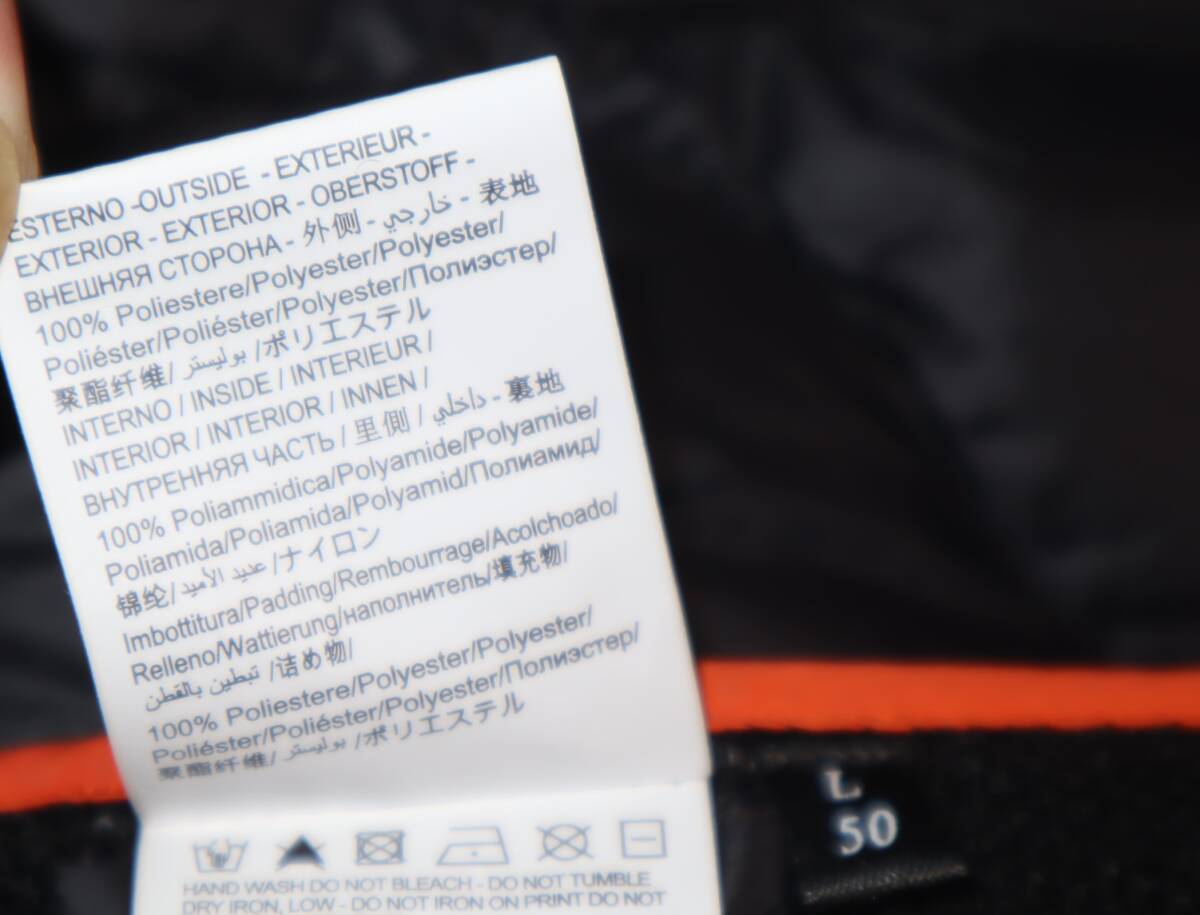 ESTERNO -OUTSIDE - EXTERIEUR -
EXTERIOR - EXTERIOR - OBERSTOFF -
ВНЕШНЯЯ СТОРОНА - 外侧 - خارجي - 表地
100% Poliestere/Polyester/Polyester/
Poliéster/Poliéster/Polyester/Полиэстер/
聚酯纤维/ بوليستر /ポリエステル
INTERNO / INSIDE / INTERIEUR /
INTERIOR / INTERIOR / INNEN /
ВНУТРЕННЯЯ ЧАСТЬ / 里側 / داخلي - 裏地
100% Poliammidica/Polyamide/Polyamide/
Poliamida/Poliamida/Polyamid/Полиамид/
锦纶/ عديد الأميد /ナイロン
Imbottitura/Padding/Rembourrage/Acolchoado/
Relleno/Wattierung/наполнитель/填充物/
تبطين بالقطن /詰め物/
100% Poliestere/Polyester/Polyester/
Poliéster/Poliéster/Polyester/Полиэстер/
聚酯纤维/ بوليستر /ポリエステル
HAND WASH DO NOT BLEACH - DO NOT TUMBLE
DRY IRON, LOW - DO NOT IRON ON PRINT DO NOT
L
50